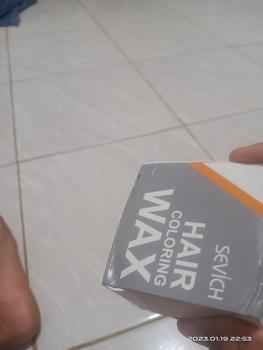 SEVICH
HAIR
COLORING
WAX
2023.01.19 22:53